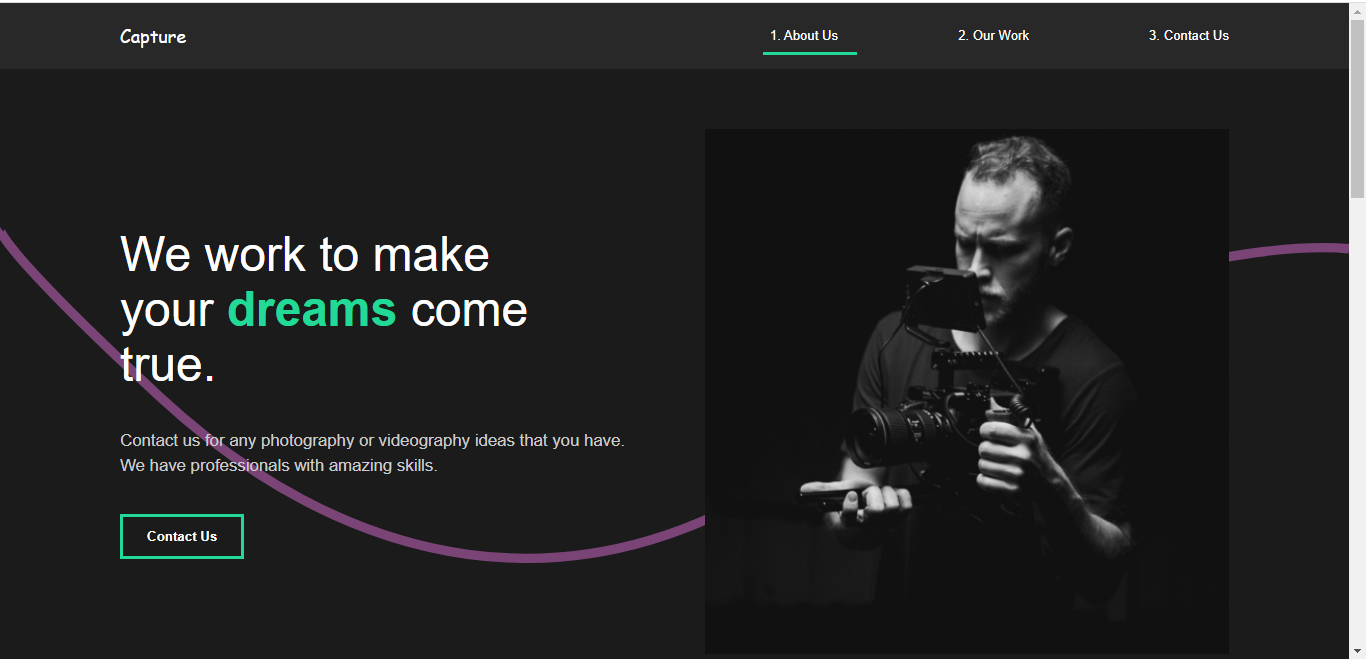 Capture
1. About Us
2. Our Work
3. Contact Us
We work to make
your dreams come
true.
Contact us for any photography or videography ideas that you have.
We have professionals with amazing skills.
Contact Us